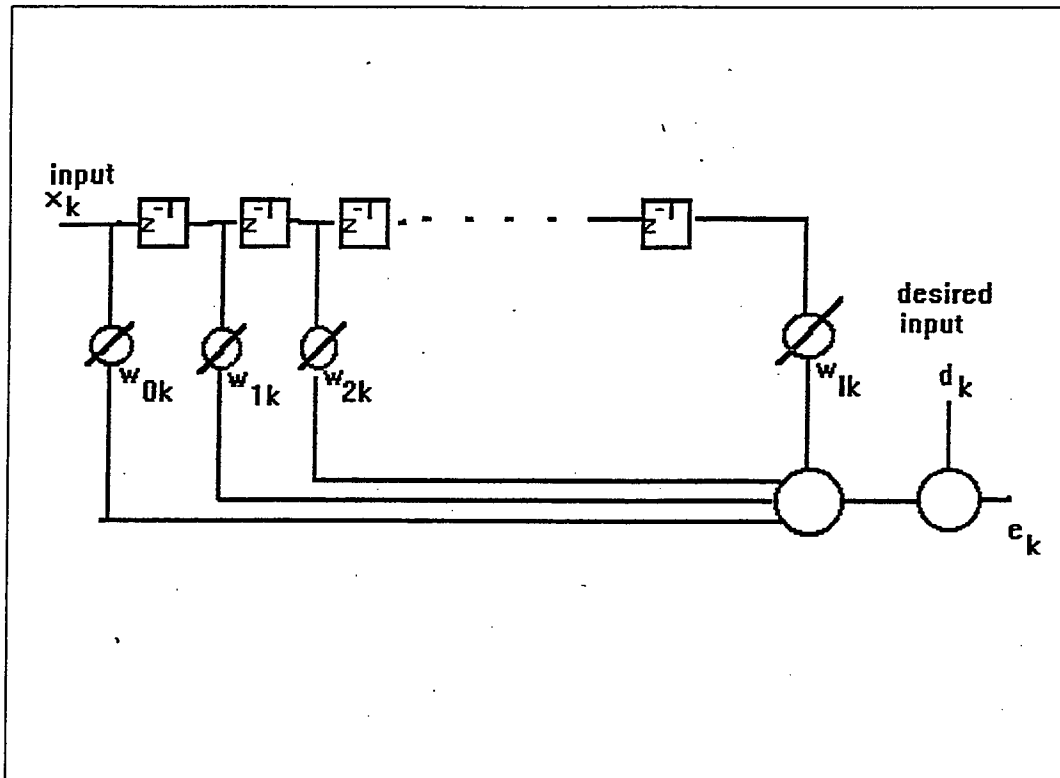 input
x_k
z^-1 z^-1 z^-1 z^-1
desired
input
w_0k w_1k w_2k w_lk d_k
e_k